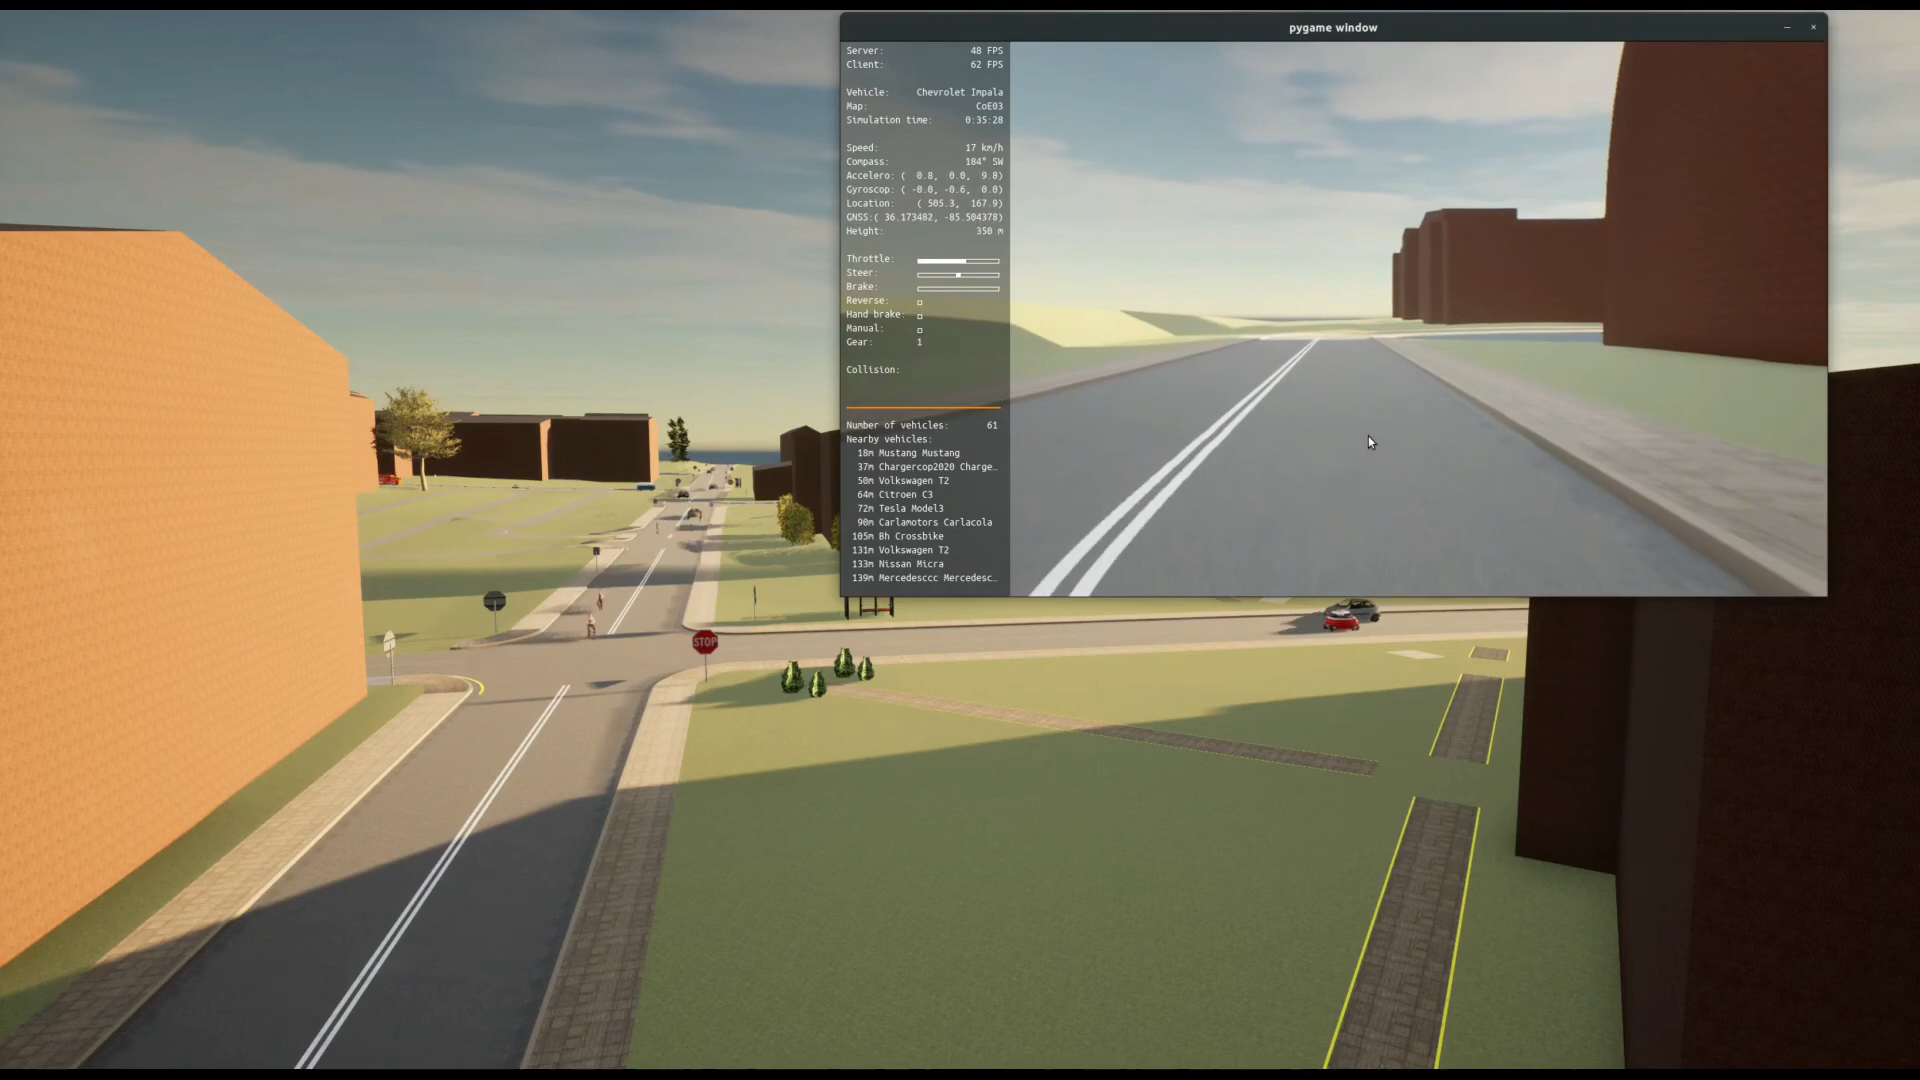 pygame window
Server: 48 FPS
Client: 62 FPS
Vehicle: Chevrolet Impala
Map: CoE03
Simulation time: 0:35:28
Speed: 17 km/h
Compass: 184° SW
Accelero: ( 0.8, 0.0, 9.8)
Gyroscop: ( -0.0, -0.6, 0.0)
Location: ( 505.3, 167.9)
GNSS:( 36.173482, -85.504378)
Height: 350 m
Throttle:
Steer:
Brake:
Reverse:
Hand brake:
Manual:
Gear: 1
Collision:
Number of vehicles: 61
Nearby vehicles:
18m Mustang Mustang
37m Chargercop2020 Charge…
50m Volkswagen T2
64m Citroen C3
72m Tesla Model3
90m Carlamotors Carlacola
105m Bh Crossbike
131m Volkswagen T2
133m Nissan Micra
139m Mercedesccc Mercedesc…
STOP